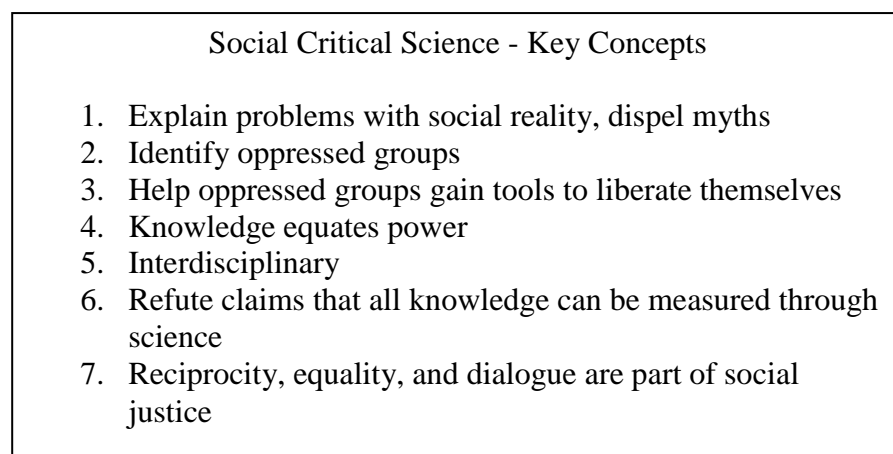 Social Critical Science - Key Concepts
1. Explain problems with social reality, dispel myths
2. Identify oppressed groups
3. Help oppressed groups gain tools to liberate themselves
4. Knowledge equates power
5. Interdisciplinary
6. Refute claims that all knowledge can be measured through
science
7. Reciprocity, equality, and dialogue are part of social
justice